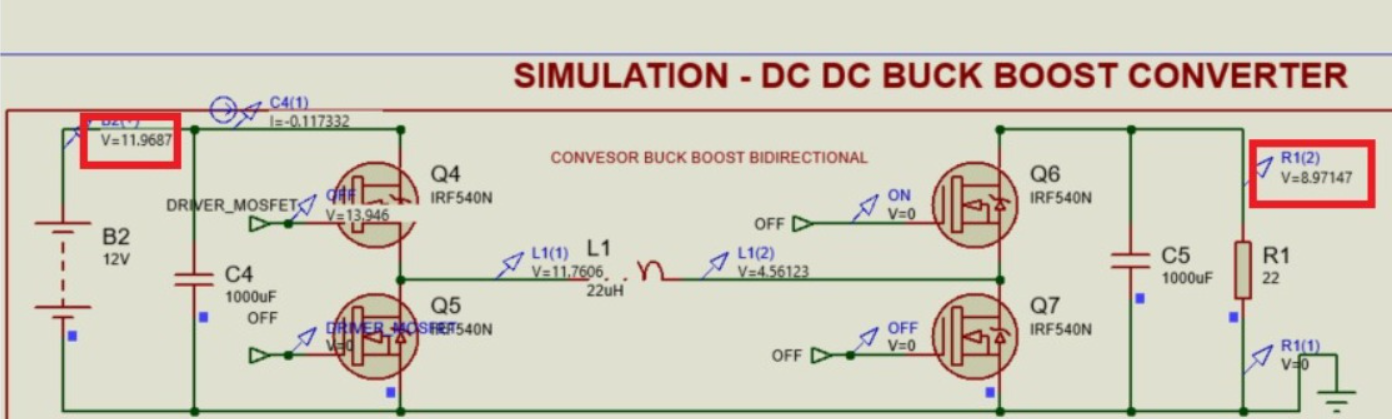 SIMULATION - DC DC BUCK BOOST CONVERTER
C4(1)
I=-0.117332
V=11.9687
CONVESOR BUCK BOOST BIDIRECTIONAL
Q4
IRF540N
Q6
IRF540N
R1(2)
V=8.97147
DRIVER_MOSFET
OFF
V=13.946
OFF
ON
V=0
B2
12V
C4
1000uF
L1(1)
V=11.7606
L1
22uH
L1(2)
V=4.56123
C5
1000uF
R1
22
OFF
DRIVER_MOSFET
V=0
Q5
IRF540N
OFF
OFF
V=0
Q7
IRF540N
R1(1)
V=0